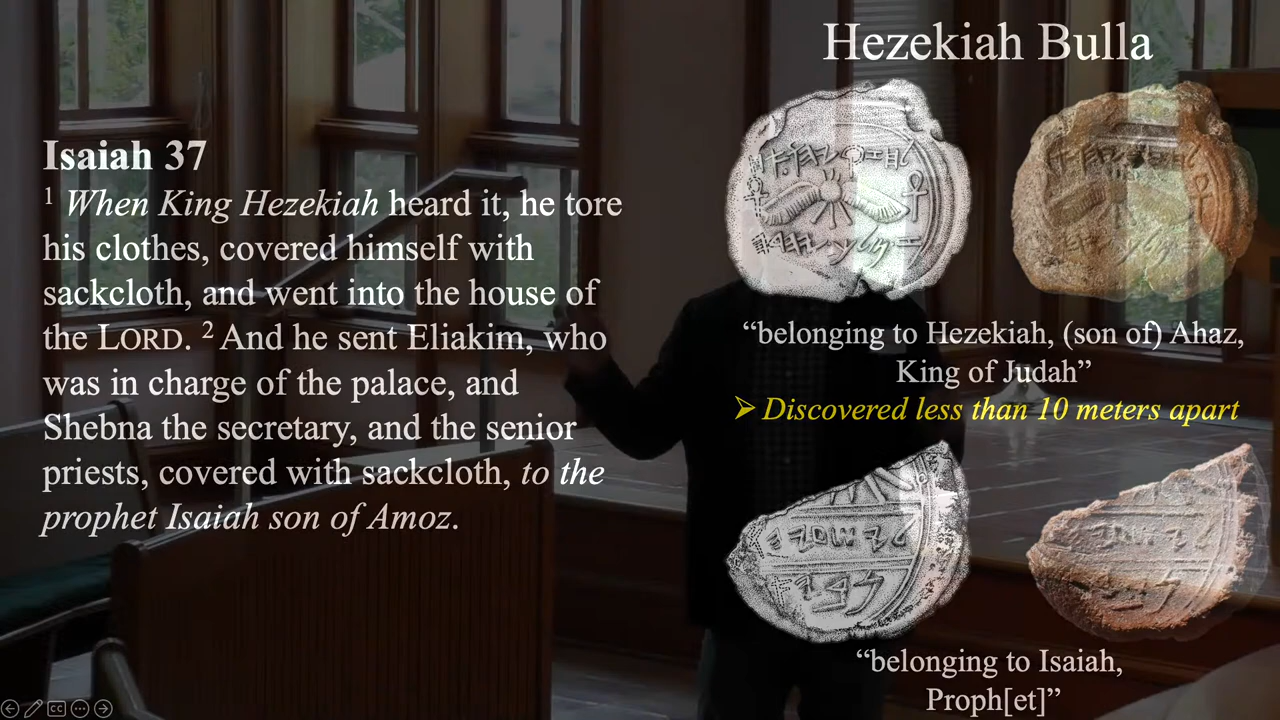 Hezekiah Bulla
Isaiah 37
1 When King Hezekiah heard it, he tore
his clothes, covered himself with
sackcloth, and went into the house of
the LORD. 2 And he sent Eliakim, who
was in charge of the palace, and
Shebna the secretary, and the senior
priests, covered with sackcloth, to the
prophet Isaiah son of Amoz.
“belonging to Hezekiah, (son of) Ahaz,
King of Judah”
➢ Discovered less than 10 meters apart
“belonging to Isaiah,
Proph[et]”
CC